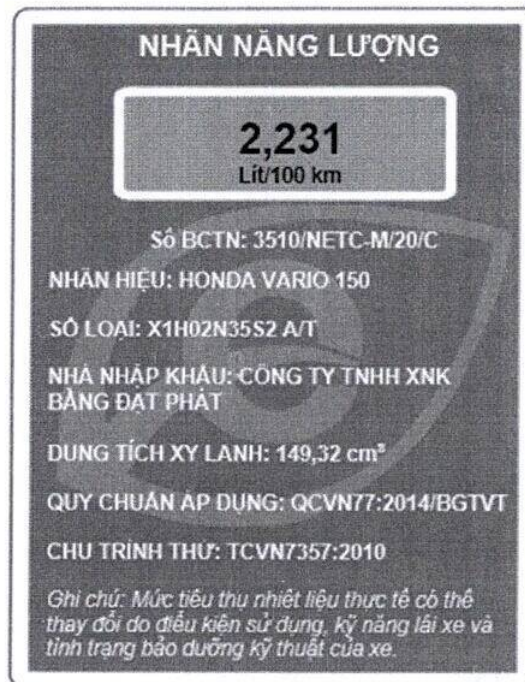 NHÃN NĂNG LƯỢNG
2,231
Lít/100 km
Số BCTN: 3510/NETC-M/20/C
NHÃN HIỆU: HONDA VARIO 150
SỐ LOẠI: X1H02N35S2 A/T
NHÀ NHẬP KHẨU: CÔNG TY TNHH XNK
BẰNG ĐẠT PHÁT
DUNG TÍCH XY LANH: 149,32 cm³
QUY CHUẨN ÁP DỤNG: QCVN77:2014/BGTVT
CHU TRÌNH THỬ: TCVN7357:2010
Ghi chú: Mức tiêu thụ nhiêt liệu thực tế có thể
thay đổi do điều kiện sử dụng, kỹ năng lái xe và
tình trạng bảo dưỡng kỹ thuật của xe.